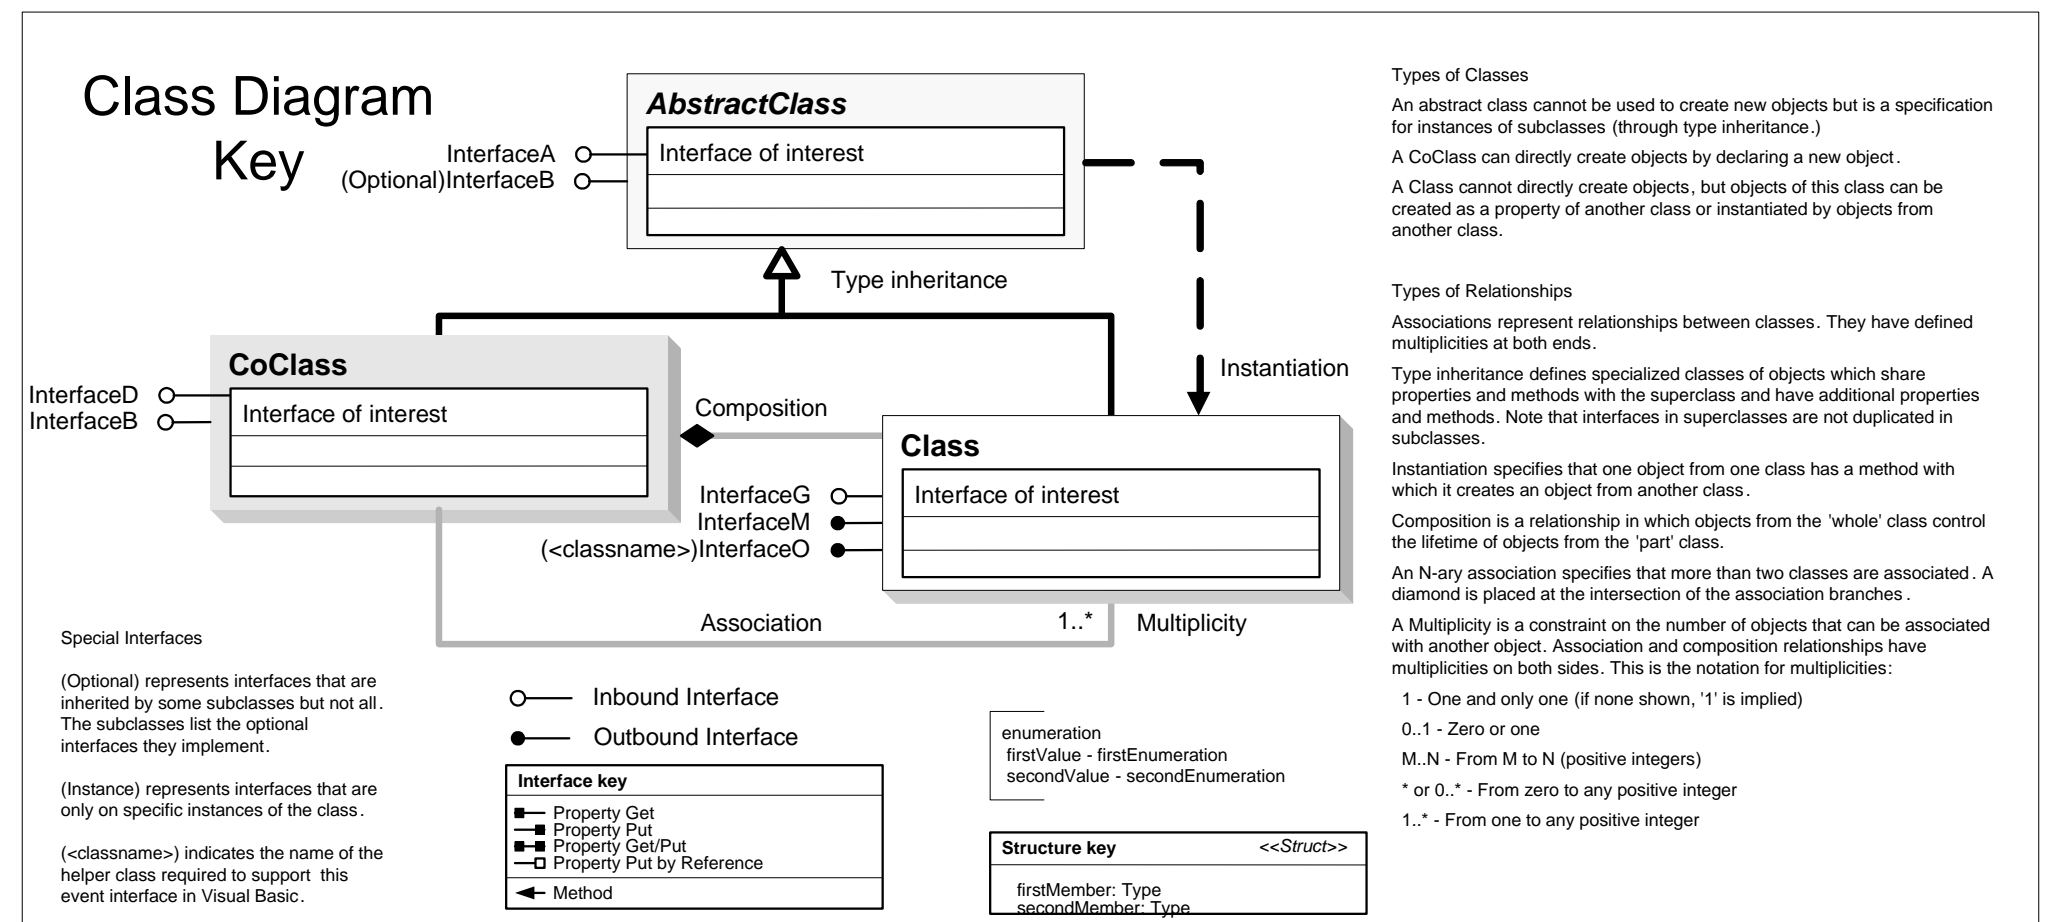 Class Diagram
Key
AbstractClass
Interface of interest
InterfaceA
(Optional)InterfaceB
Type inheritance
CoClass
Interface of interest
InterfaceD
InterfaceB
Composition
Instantiation
Class
Interface of interest
InterfaceG
InterfaceM
(<classname>)InterfaceO
Association
1..*
Multiplicity
Special Interfaces
(Optional) represents interfaces that are
inherited by some subclasses but not all.
The subclasses list the optional
interfaces they implement.
(Instance) represents interfaces that are
only on specific instances of the class.
(<classname>) indicates the name of the
helper class required to support this
event interface in Visual Basic.
Inbound Interface
Outbound Interface
Interface key
Property Get
Property Put
Property Get/Put
Property Put by Reference
Method
enumeration
firstValue - firstEnumeration
secondValue - secondEnumeration
Structure key <<Struct>>
firstMember: Type
secondMember: Type
Types of Classes
An abstract class cannot be used to create new objects but is a specification
for instances of subclasses (through type inheritance.)
A CoClass can directly create objects by declaring a new object.
A Class cannot directly create objects, but objects of this class can be
created as a property of another class or instantiated by objects from
another class.
Types of Relationships
Associations represent relationships between classes. They have defined
multiplicities at both ends.
Type inheritance defines specialized classes of objects which share
properties and methods with the superclass and have additional properties
and methods. Note that interfaces in superclasses are not duplicated in
subclasses.
Instantiation specifies that one object from one class has a method with
which it creates an object from another class.
Composition is a relationship in which objects from the 'whole' class control
the lifetime of objects from the 'part' class.
An N-ary association specifies that more than two classes are associated. A
diamond is placed at the intersection of the association branches.
A Multiplicity is a constraint on the number of objects that can be associated
with another object. Association and composition relationships have
multiplicities on both sides. This is the notation for multiplicities:
1 - One and only one (if none shown, '1' is implied)
0..1 - Zero or one
M..N - From M to N (positive integers)
* or 0..* - From zero to any positive integer
1..* - From one to any positive integer